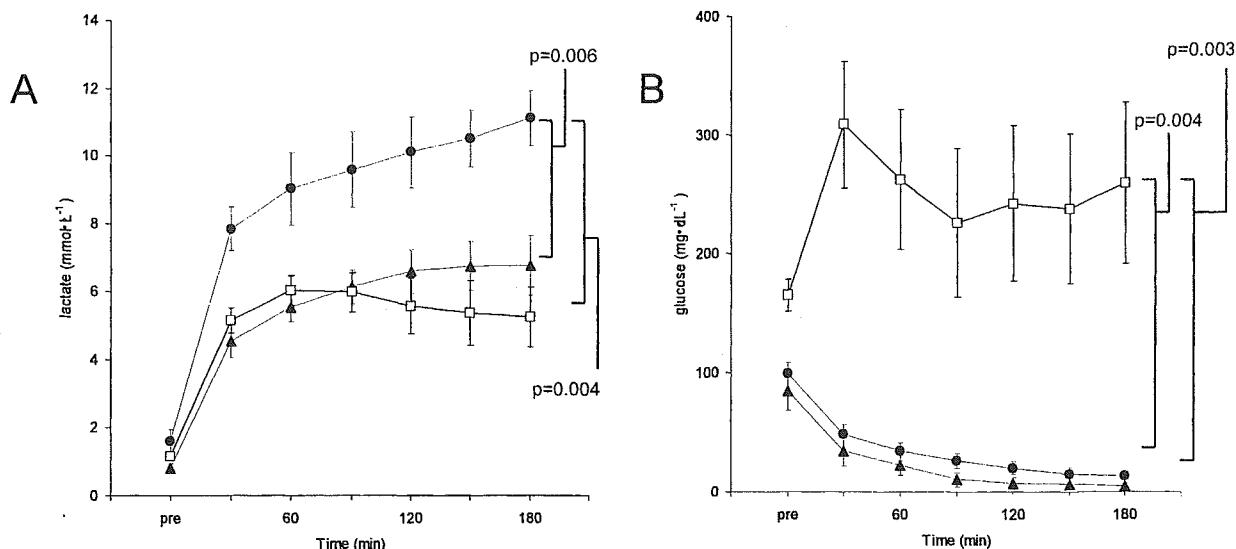 A
lactate (mmol•L⁻¹)
14
12
10
8
6
4
2
0
pre
60
120
180
Time (min)
p=0.006
p=0.004
B
glucose (mg•dL⁻¹)
400
300
200
100
0
pre
60
120
180
Time (min)
p=0.003
p=0.004